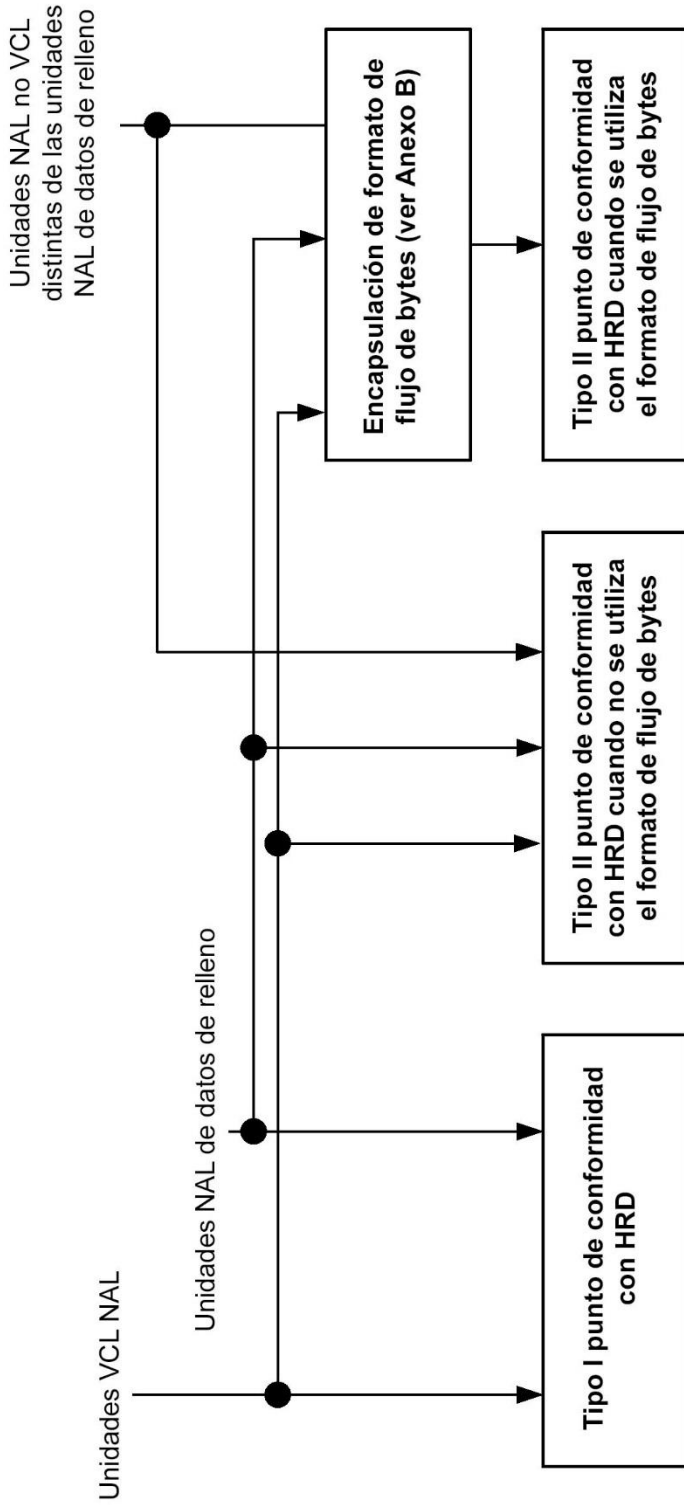 Unidades VCL NAL
Unidades NAL de datos de relleno
Unidades NAL no VCL
distintas de las unidades
NAL de datos de relleno
Encapsulación de formato de
flujo de bytes (ver Anexo B)
Tipo I punto de conformidad
con HRD
Tipo II punto de conformidad
con HRD cuando no se utiliza
el formato de flujo de bytes
Tipo II punto de conformidad
con HRD cuando se utiliza
el formato de flujo de bytes